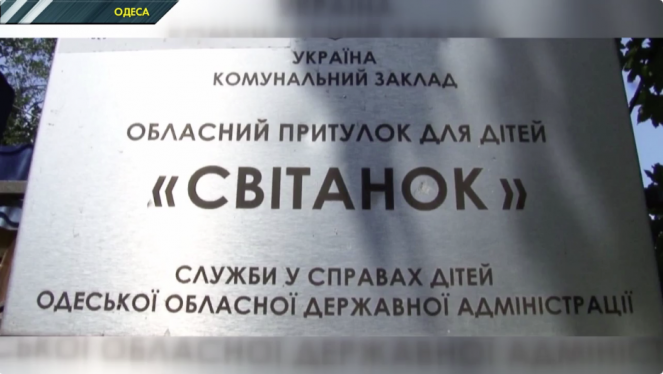 ОДЕСА
УКРАЇНА
КОМУНАЛЬНИЙ ЗАКЛАД
ОБЛАСНИЙ ПРИТУЛОК ДЛЯ ДІТЕЙ
«СВІТАНОК»
СЛУЖБИ У СПРАВАХ ДІТЕЙ
ОДЕСЬКОЇ ОБЛАСНОЇ ДЕРЖАВНОЇ АДМІНІСТРАЦІЇ